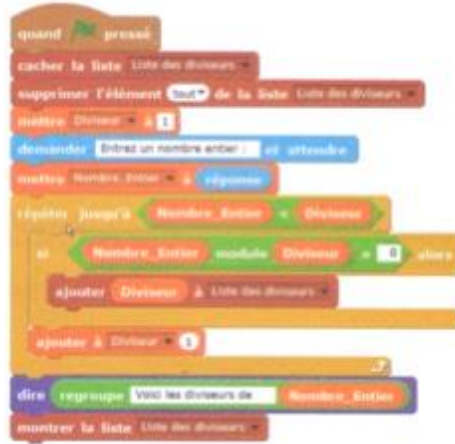 quand pressé
cacher la liste Liste des diviseurs
supprimer l'élément tout de la liste Liste des diviseurs
mettre Diviseur à 1
demander Entrez un nombre entier : et attendre
mettre Nombre_Entier à réponse
répéter jusqu'à Nombre_Entier < Diviseur
si Nombre_Entier modulo Diviseur = 0 alors
ajouter Diviseur à Liste des diviseurs
ajouter à Diviseur 1
dire regroupe Voici les diviseurs de Nombre_Entier
montrer la liste Liste des diviseurs